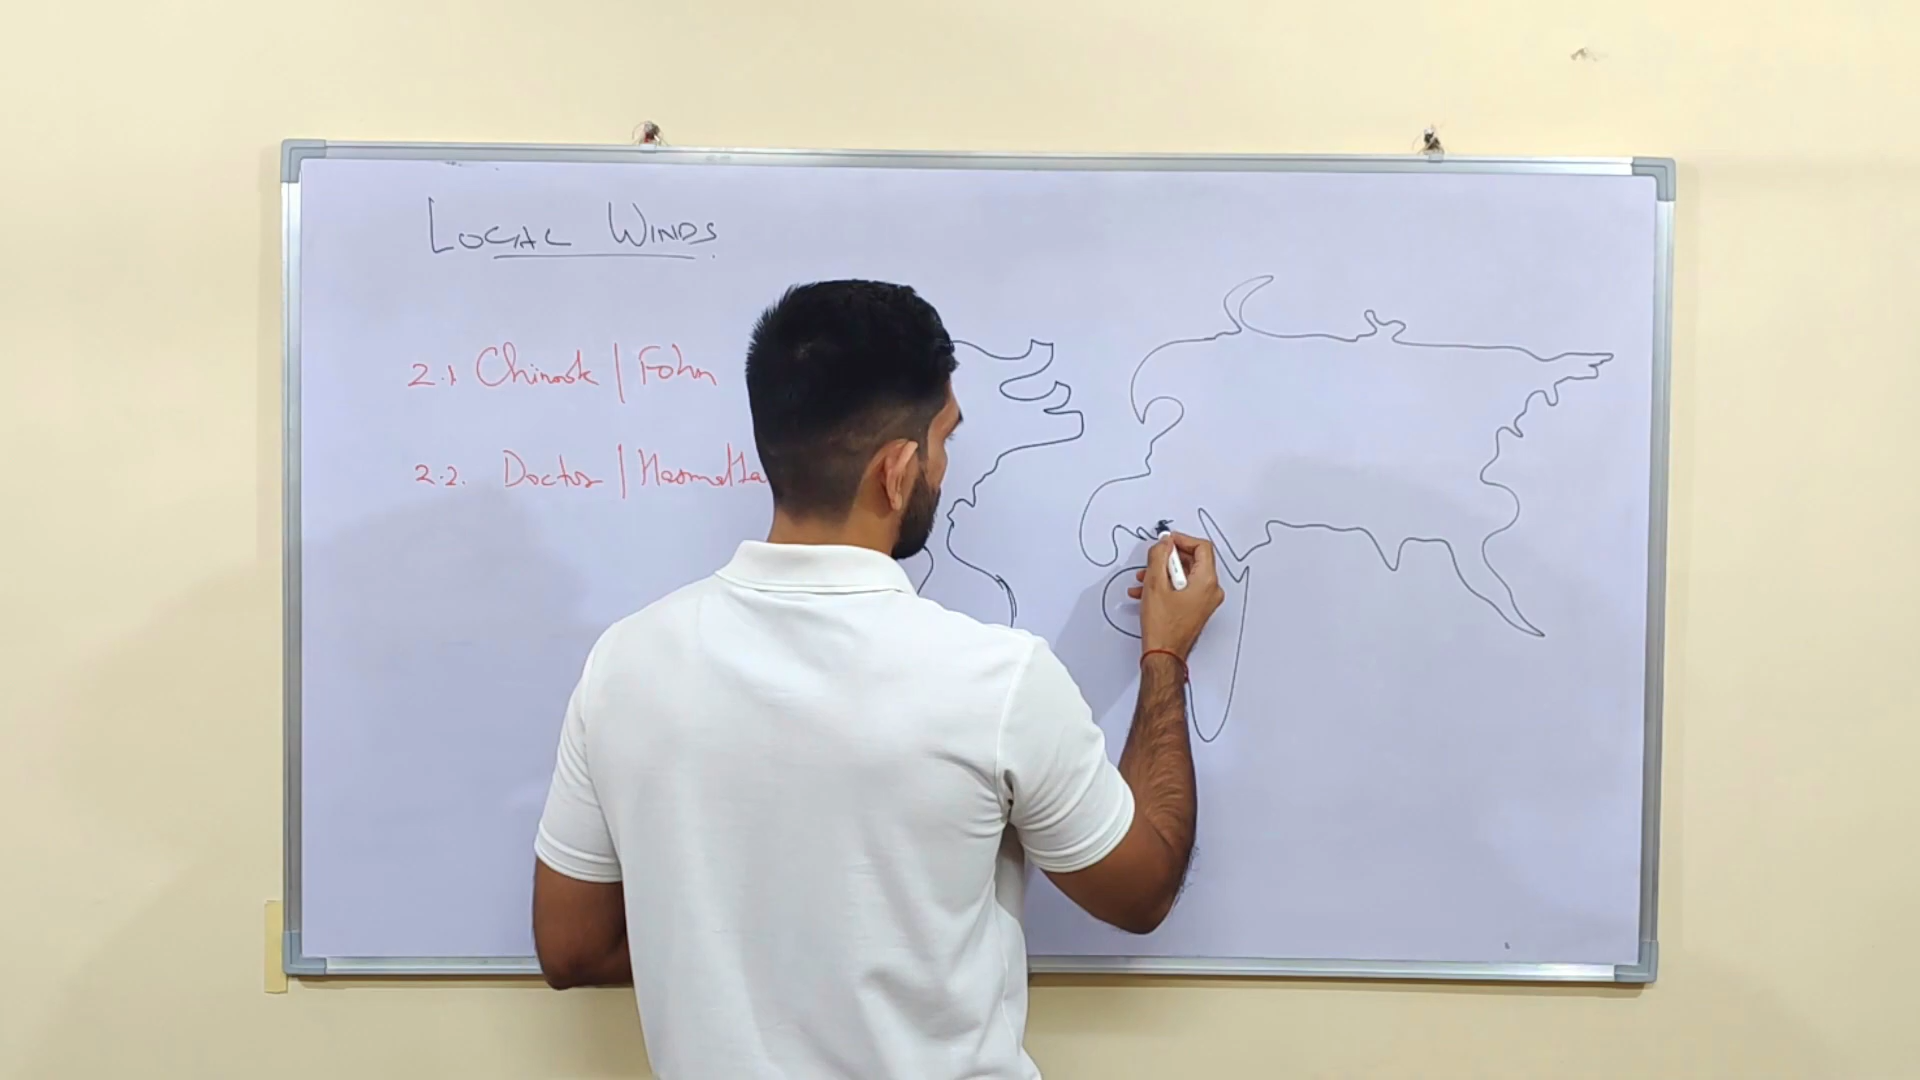 LOCAL WINDS.
2.1 Chinook | Fohn
2.2. Doctor | Harmatta